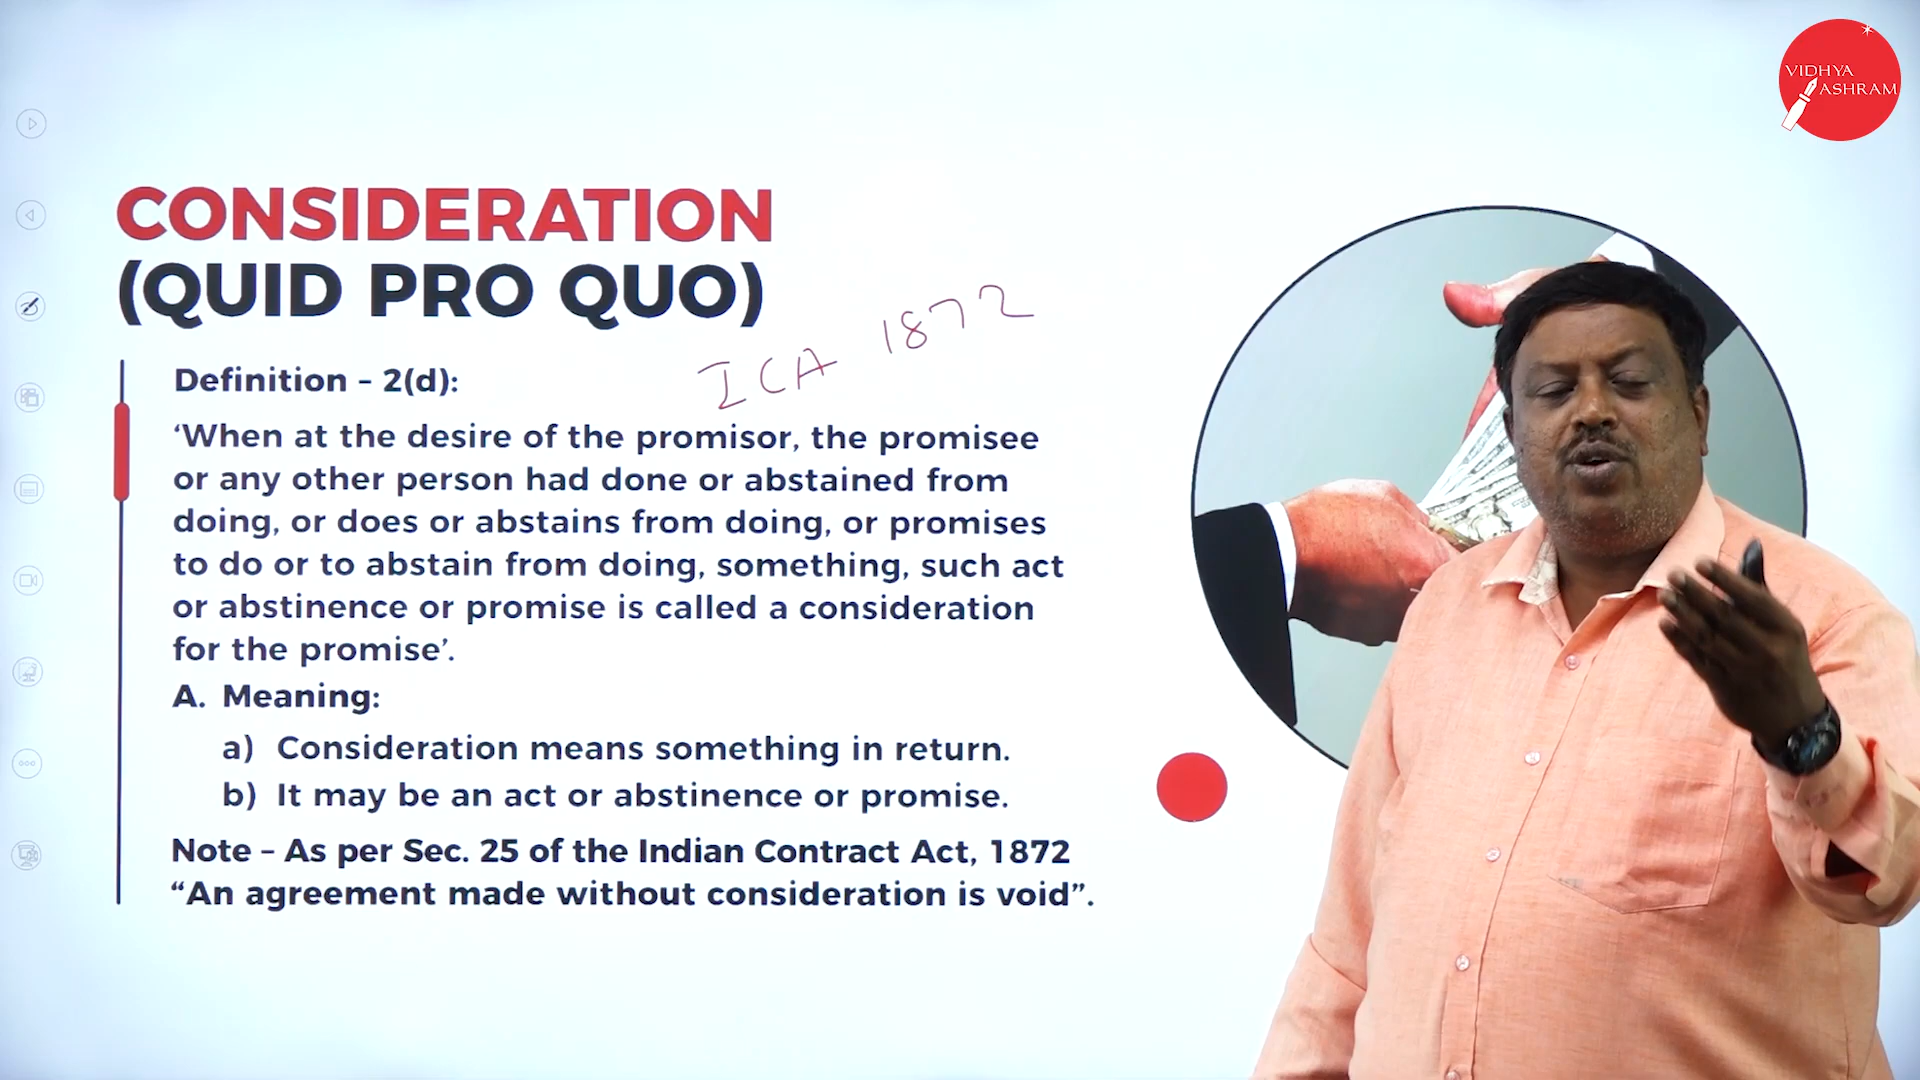 VIDHYA
ASHRAM
CONSIDERATION
(QUID PRO QUO)
ICA 1872
Definition – 2(d):
‘When at the desire of the promisor, the promisee
or any other person had done or abstained from
doing, or does or abstains from doing, or promises
to do or to abstain from doing, something, such act
or abstinence or promise is called a consideration
for the promise’.
A. Meaning:
a) Consideration means something in return.
b) It may be an act or abstinence or promise.
Note – As per Sec. 25 of the Indian Contract Act, 1872
“An agreement made without consideration is void”.